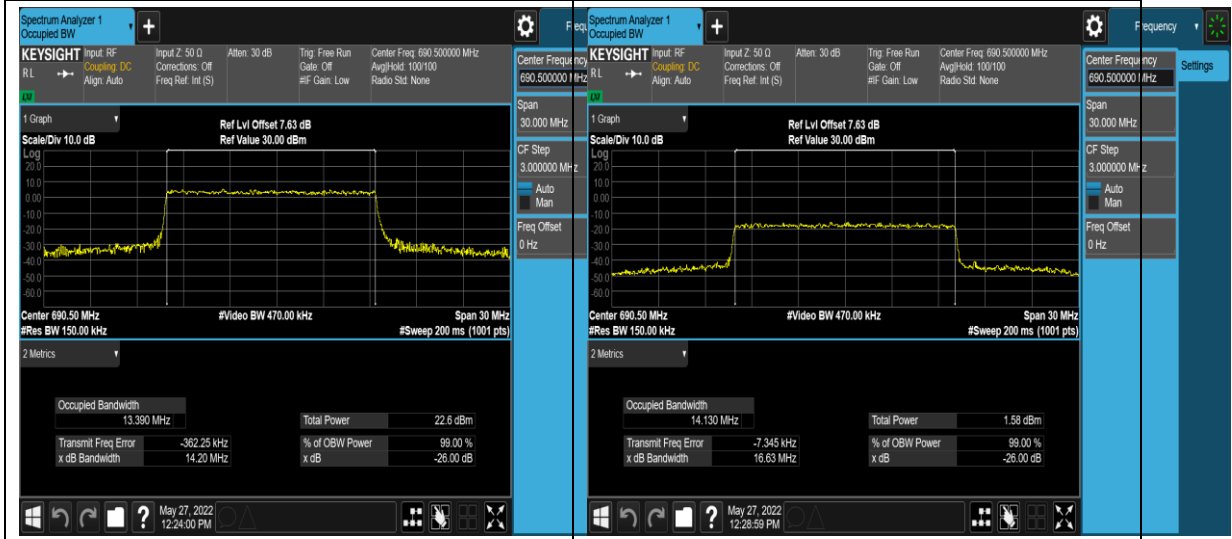 Spectrum Analyzer 1
Occupied BW
+
KEYSIGHT
RL
Input: RF
Coupling: DC
Align: Auto
Input Z: 50 Ω
Corrections: Off
Freq Ref: Int (S)
Atten: 30 dB
Trig: Free Run
Gate: Off
#IF Gain: Low
Center Freq: 690.500000 MHz
Avg|Hold: 100/100
Radio Std: None
1 Graph
Scale/Div 10.0 dB
Ref Lvl Offset 7.63 dB
Ref Value 30.00 dBm
Log
20.0
10.0
0.00
-10.0
-20.0
-30.0
-40.0
-50.0
-60.0
Center 690.50 MHz
#Video BW 470.00 kHz
Span 30 MHz
#Res BW 150.00 kHz
#Sweep 200 ms (1001 pts)
2 Metrics
Occupied Bandwidth
13.390 MHz
Total Power 22.6 dBm
Transmit Freq Error -362.25 kHz
% of OBW Power 99.00 %
x dB Bandwidth 14.20 MHz
x dB -26.00 dB
?
May 27, 2022
12:24:00 PM
Frequ
Center Frequency
690.500000 MHz
Span
30.000 MHz
CF Step
3.000000 MHz
Auto
Man
Freq Offset
0 Hz
Spectrum Analyzer 1
Occupied BW
+
KEYSIGHT
RL
Input: RF
Coupling: DC
Align: Auto
Input Z: 50 Ω
Corrections: Off
Freq Ref: Int (S)
Atten: 30 dB
Trig: Free Run
Gate: Off
#IF Gain: Low
Center Freq: 690.500000 MHz
Avg|Hold: 100/100
Radio Std: None
1 Graph
Scale/Div 10.0 dB
Ref Lvl Offset 7.63 dB
Ref Value 30.00 dBm
Log
20.0
10.0
0.00
-10.0
-20.0
-30.0
-40.0
-50.0
-60.0
Center 690.50 MHz
#Video BW 470.00 kHz
Span 30 MHz
#Res BW 150.00 kHz
#Sweep 200 ms (1001 pts)
2 Metrics
Occupied Bandwidth
14.130 MHz
Total Power 1.58 dBm
Transmit Freq Error -7.345 kHz
% of OBW Power 99.00 %
x dB Bandwidth 16.63 MHz
x dB -26.00 dB
?
May 27, 2022
12:28:59 PM
Frequency
Center Frequency
690.500000 MHz
Settings
Span
30.000 MHz
CF Step
3.000000 MHz
Auto
Man
Freq Offset
0 Hz